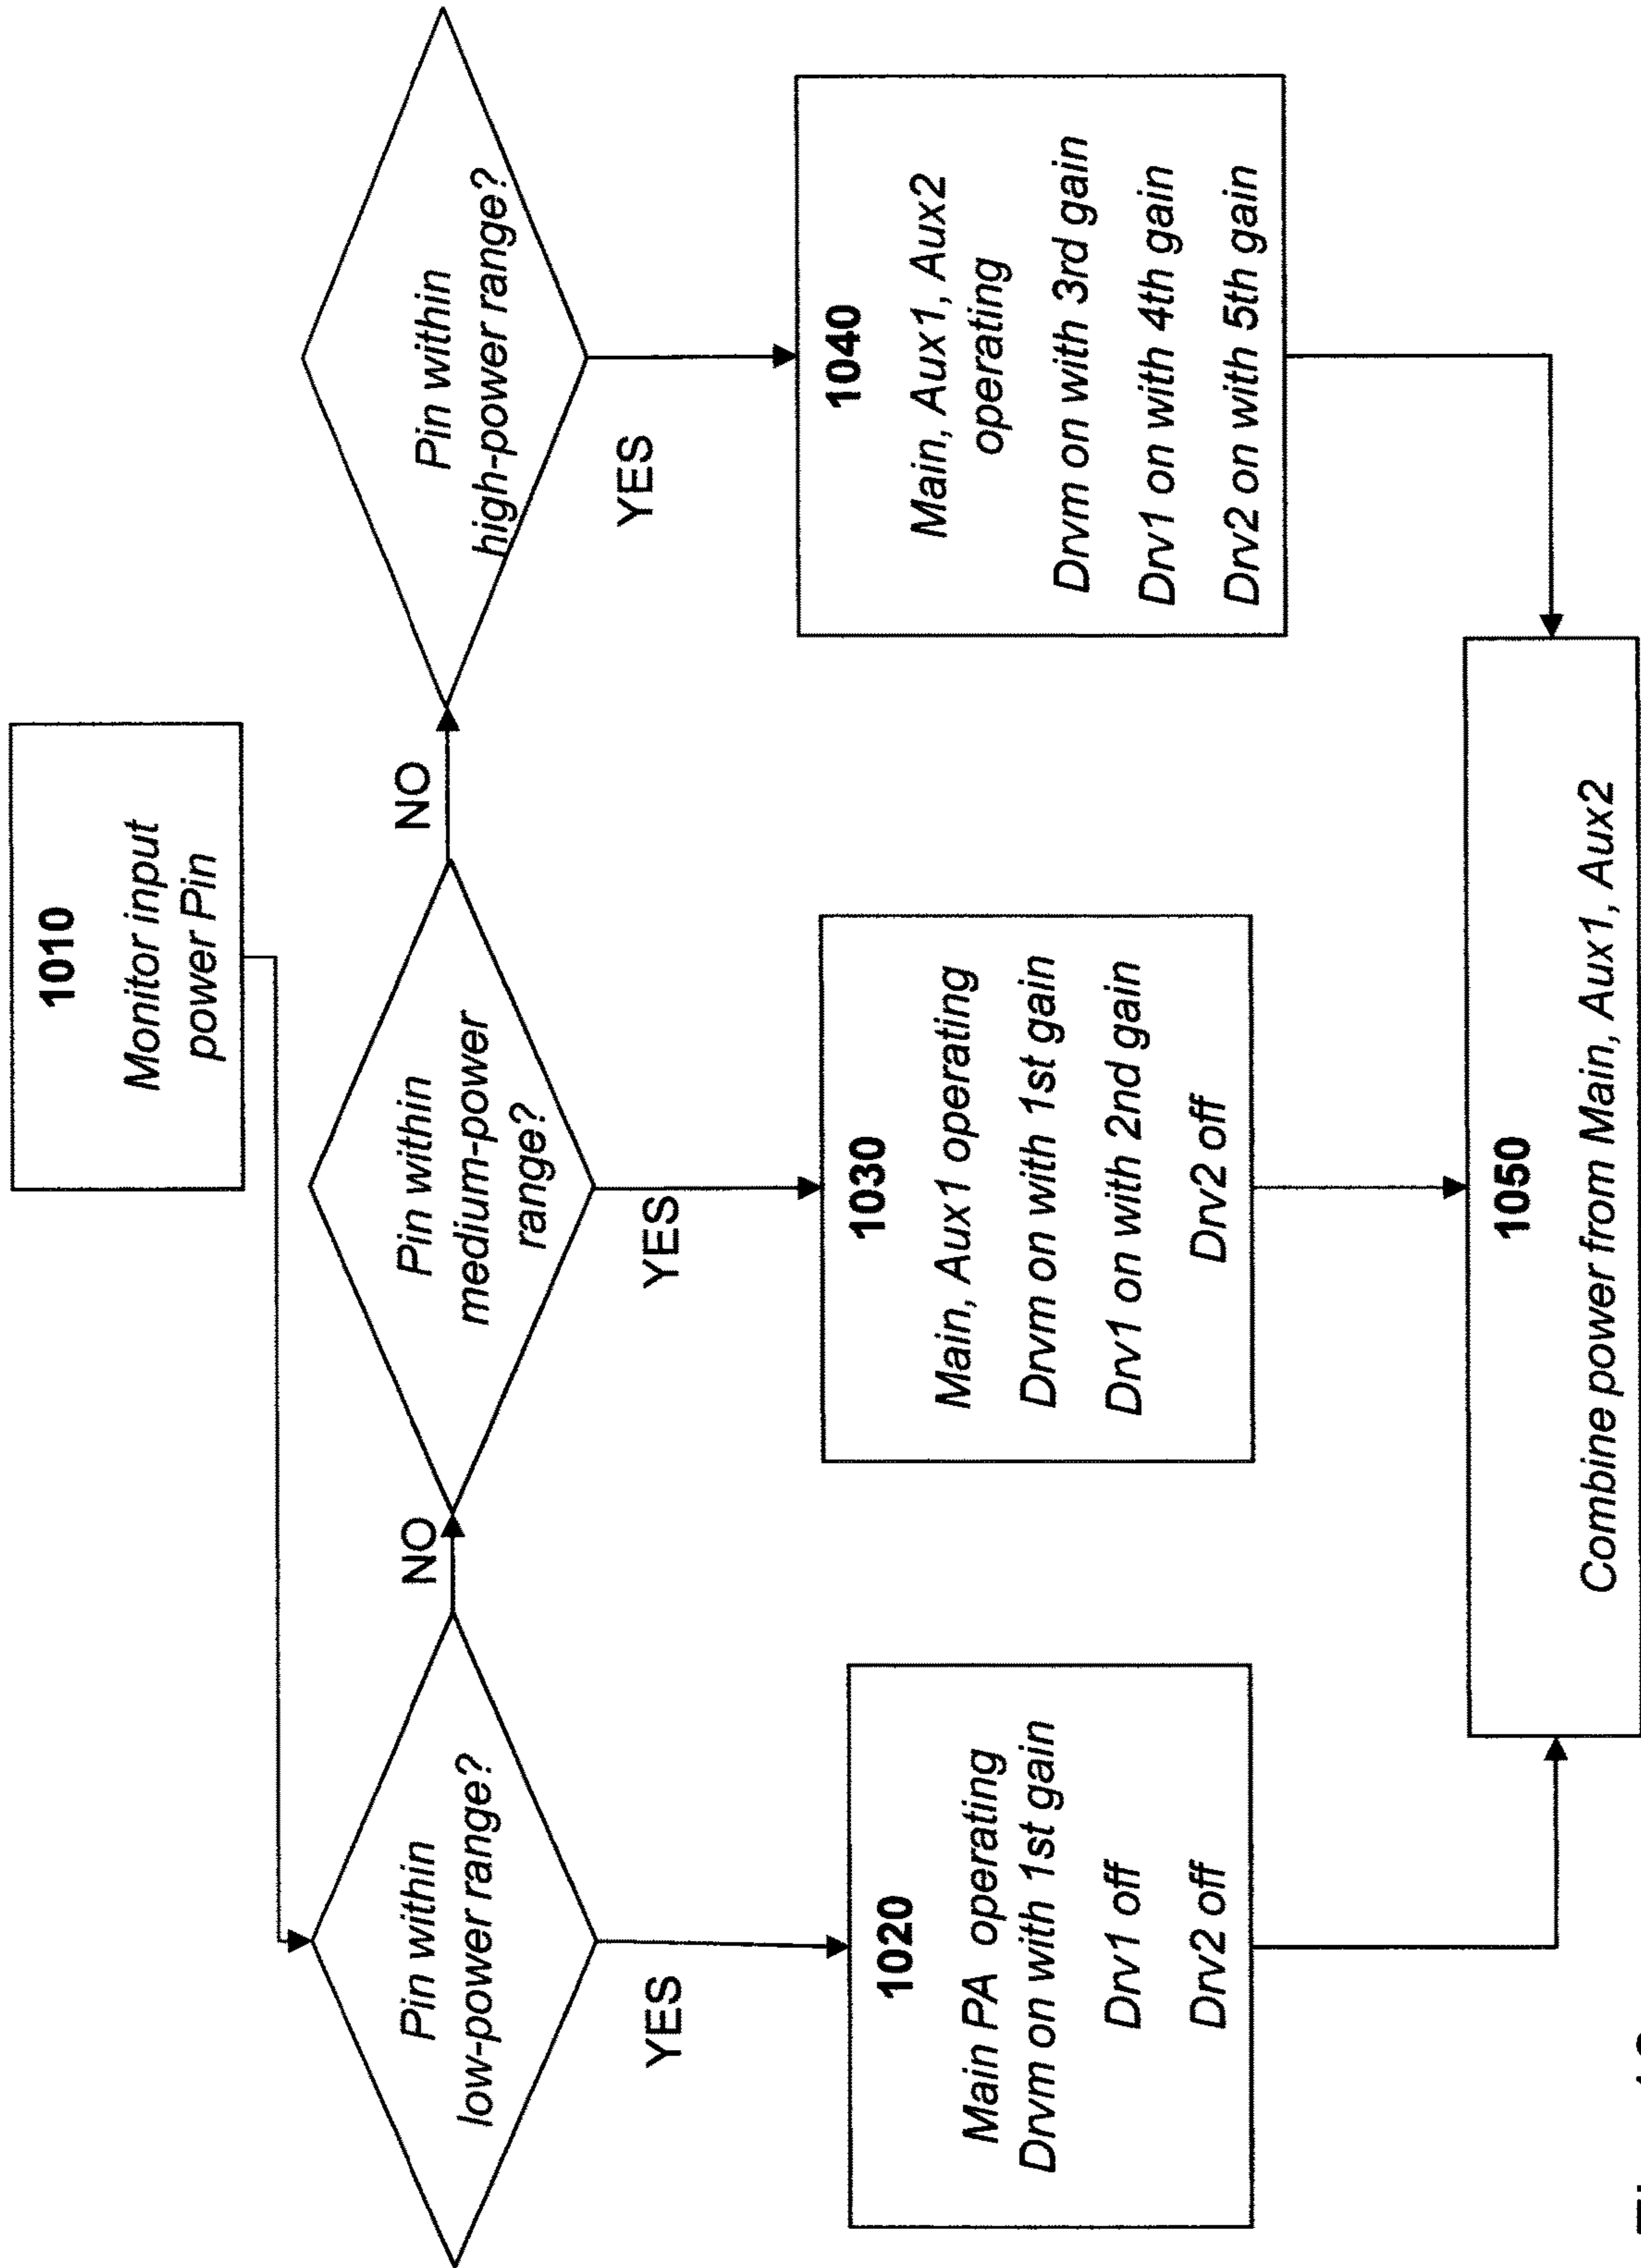 1010
Monitor input
power Pin
Pin within
low-power range?
NO
Pin within
medium-power
range?
NO
Pin within
high-power range?
YES
YES
YES
1020
Main PA operating
Drvm on with 1st gain
Drv1 off
Drv2 off
1030
Main, Aux1 operating
Drvm on with 1st gain
Drv1 on with 2nd gain
Drv2 off
1040
Main, Aux1, Aux2
operating
Drvm on with 3rd gain
Drv1 on with 4th gain
Drv2 on with 5th gain
1050
Combine power from Main, Aux1, Aux2